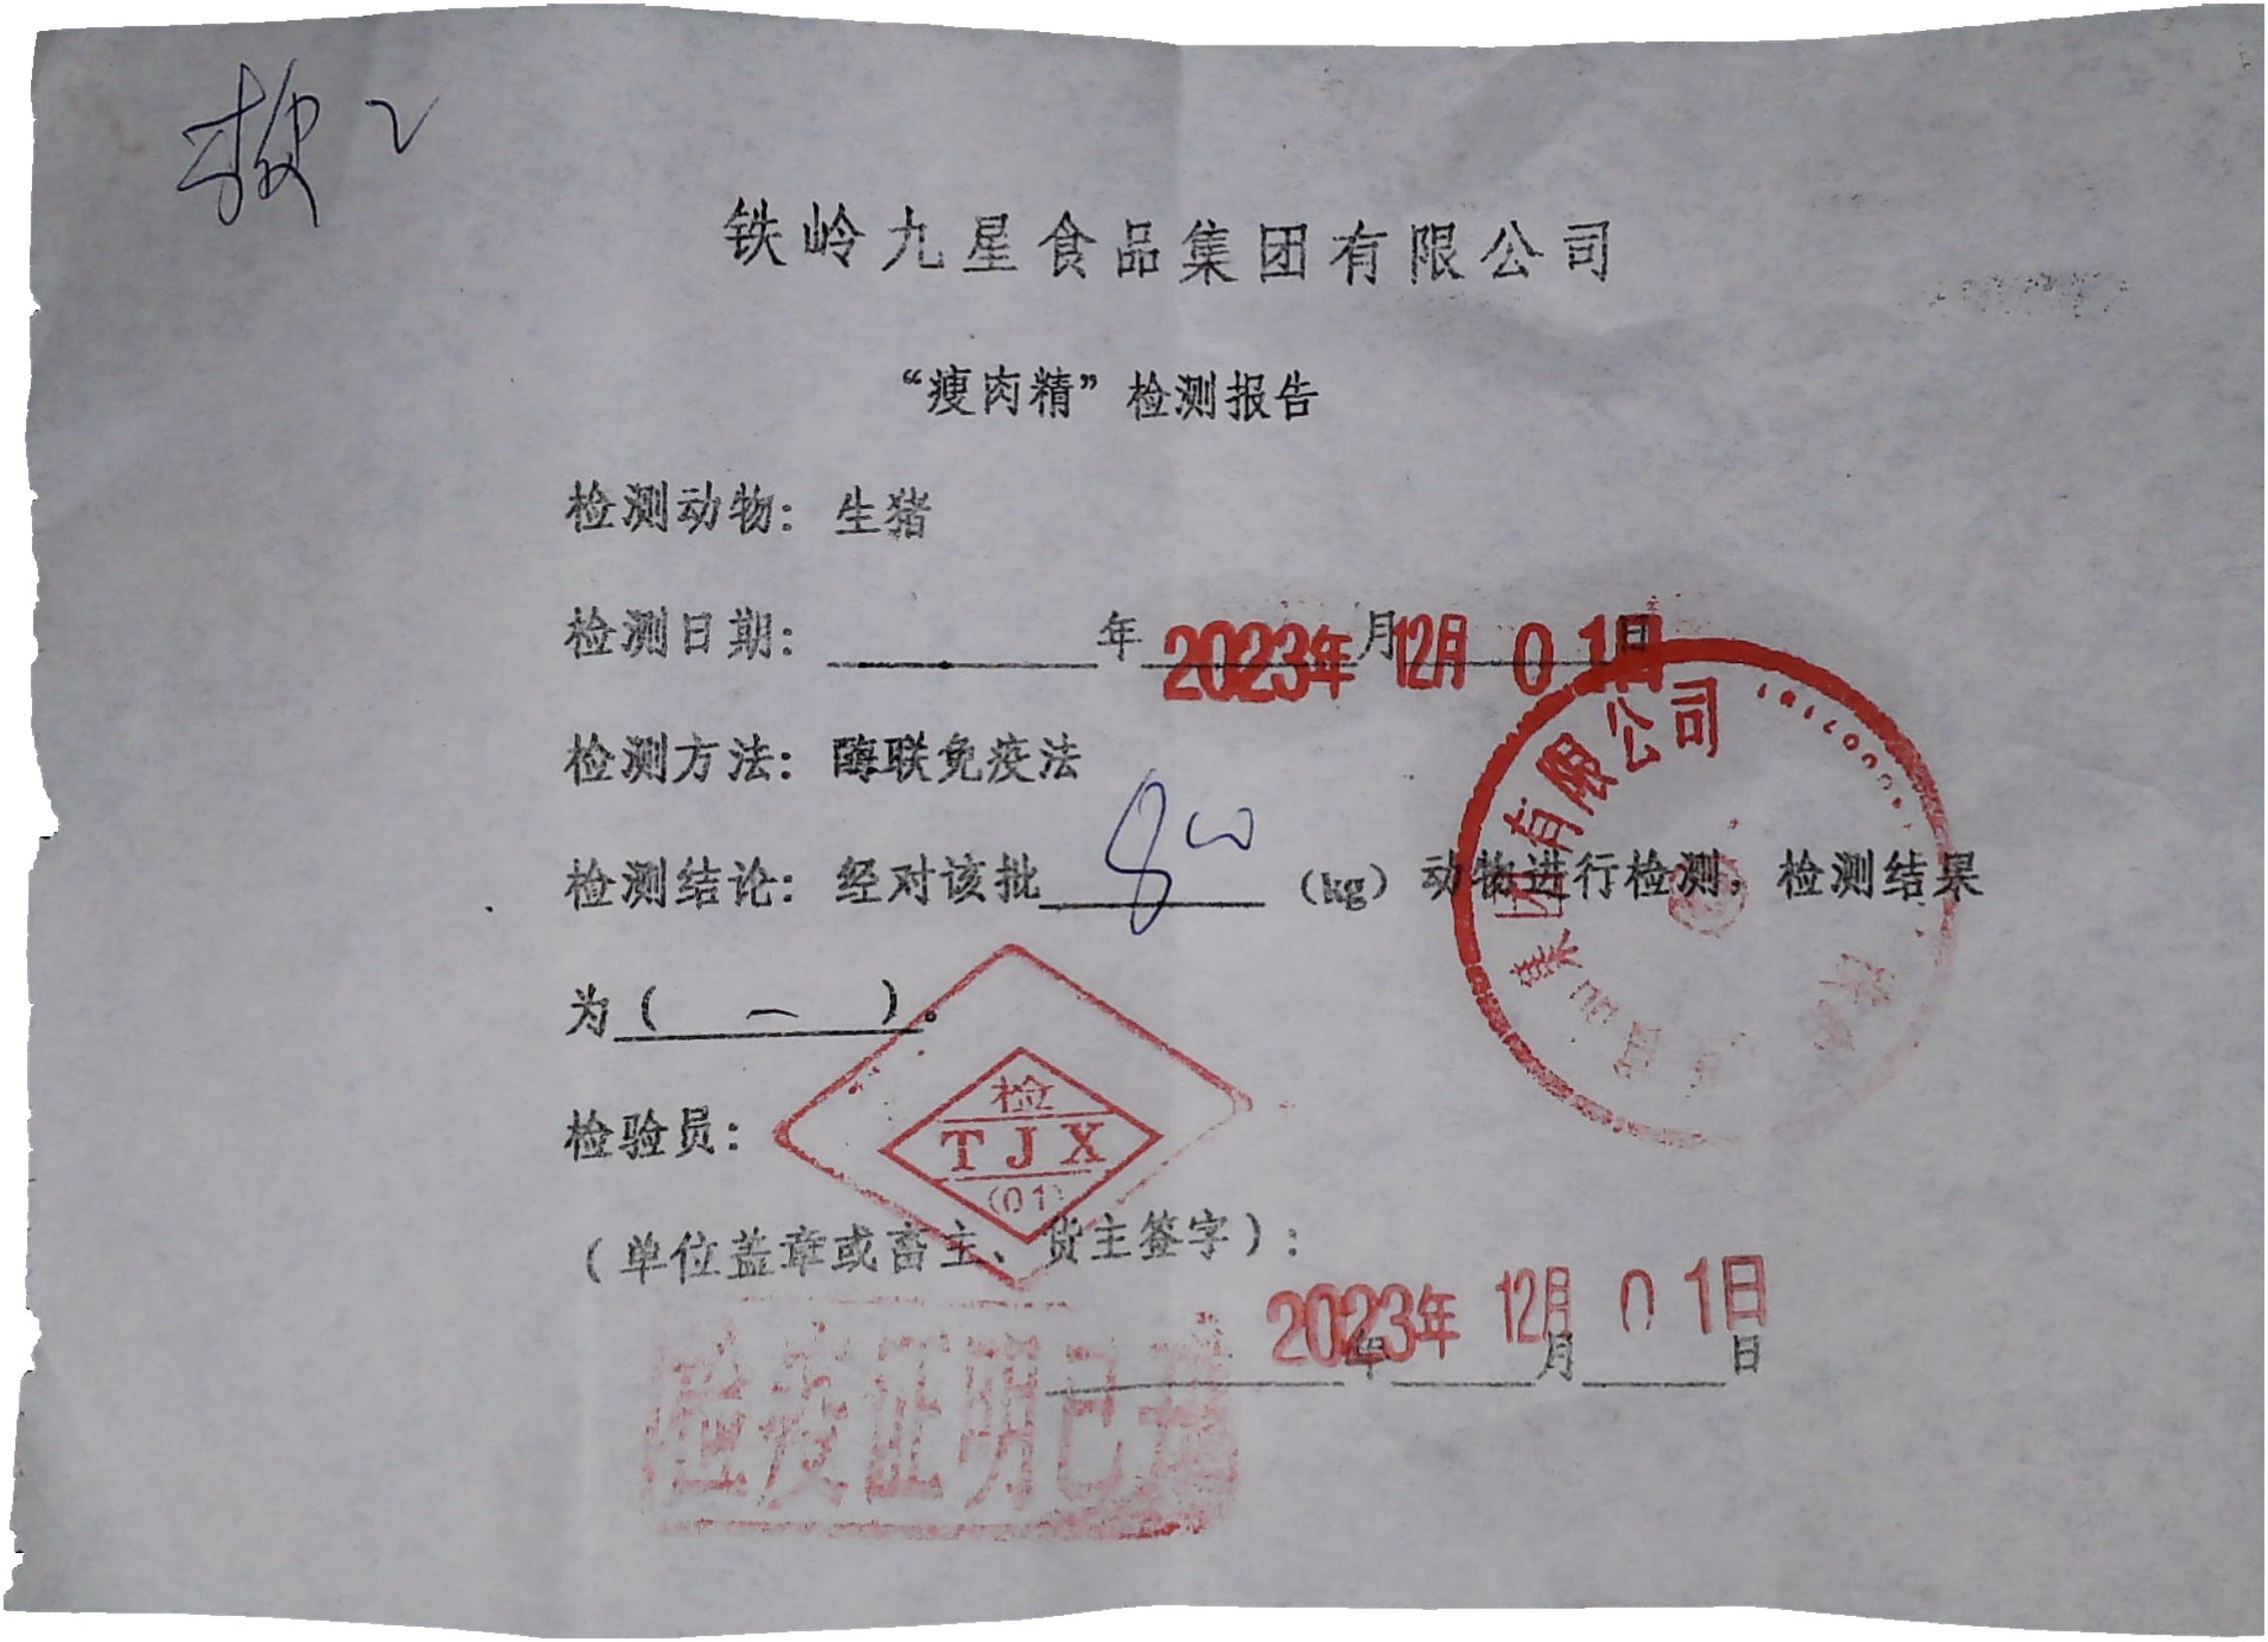 铁岭九星食品集团有限公司
“瘦肉精”检测报告
检测动物：生猪
检测日期： 年 月 日
2023年12月01日
检测方法：酶联免疫法
检测结论：经对该批 800 （kg）动物进行检测，检测结果
为（ — ）。
集团有限公司
检验员：
检
TJX
(01)
（单位盖章或畜主、货主签字）：
2023年12月01日
年 月 日
检疫证明已